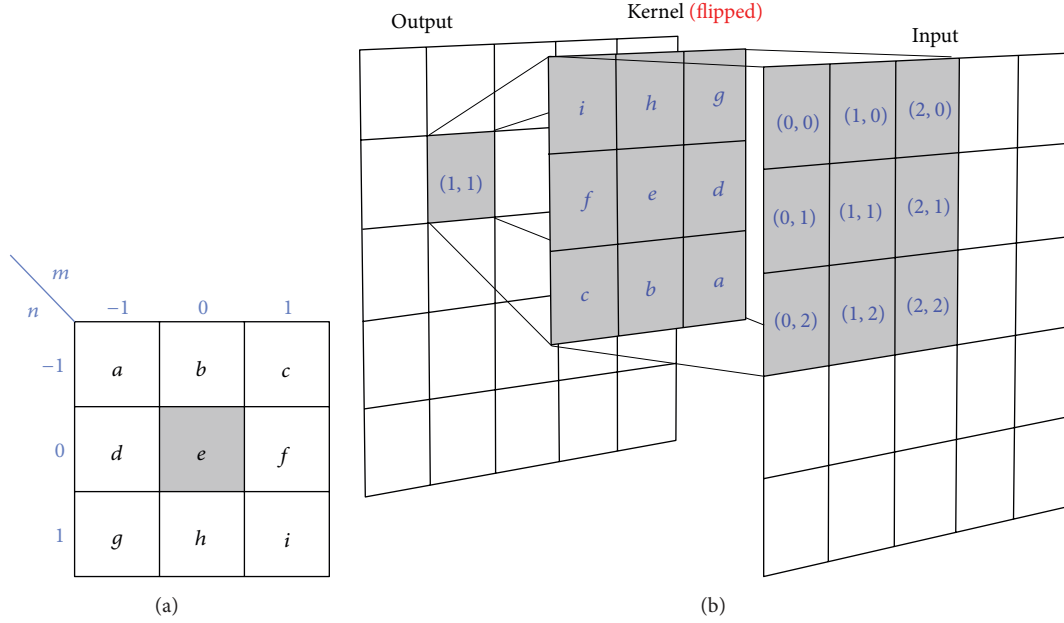 Output
Kernel (flipped)
Input
i h g
f e d
c b a
(1, 1)
(0, 0) (1, 0) (2, 0)
(0, 1) (1, 1) (2, 1)
(0, 2) (1, 2) (2, 2)
m
n
−1 0 1
−1 a b c
0 d e f
1 g h i
(a)
(b)